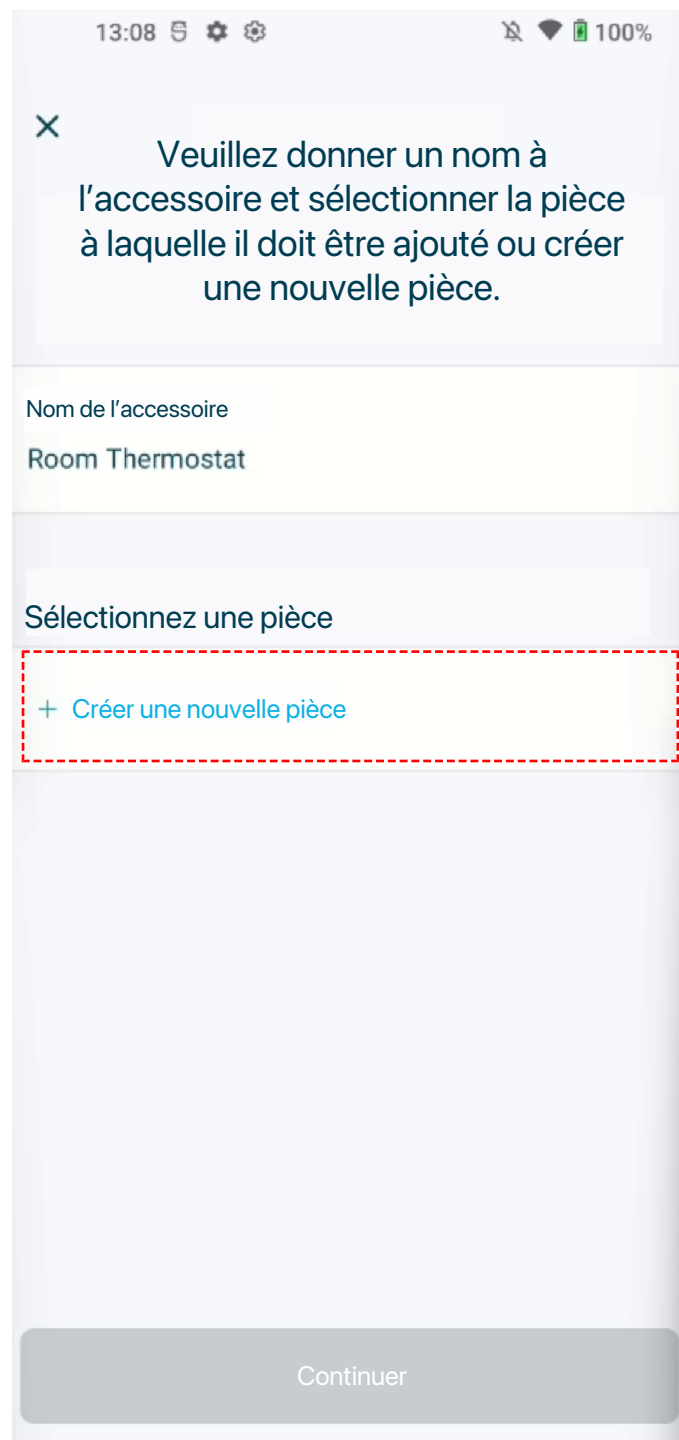 13:08 100%
Veuillez donner un nom à
l’accessoire et sélectionner la pièce
à laquelle il doit être ajouté ou créer
une nouvelle pièce.
Nom de l’accessoire
Room Thermostat
Sélectionnez une pièce
+ Créer une nouvelle pièce
Continuer